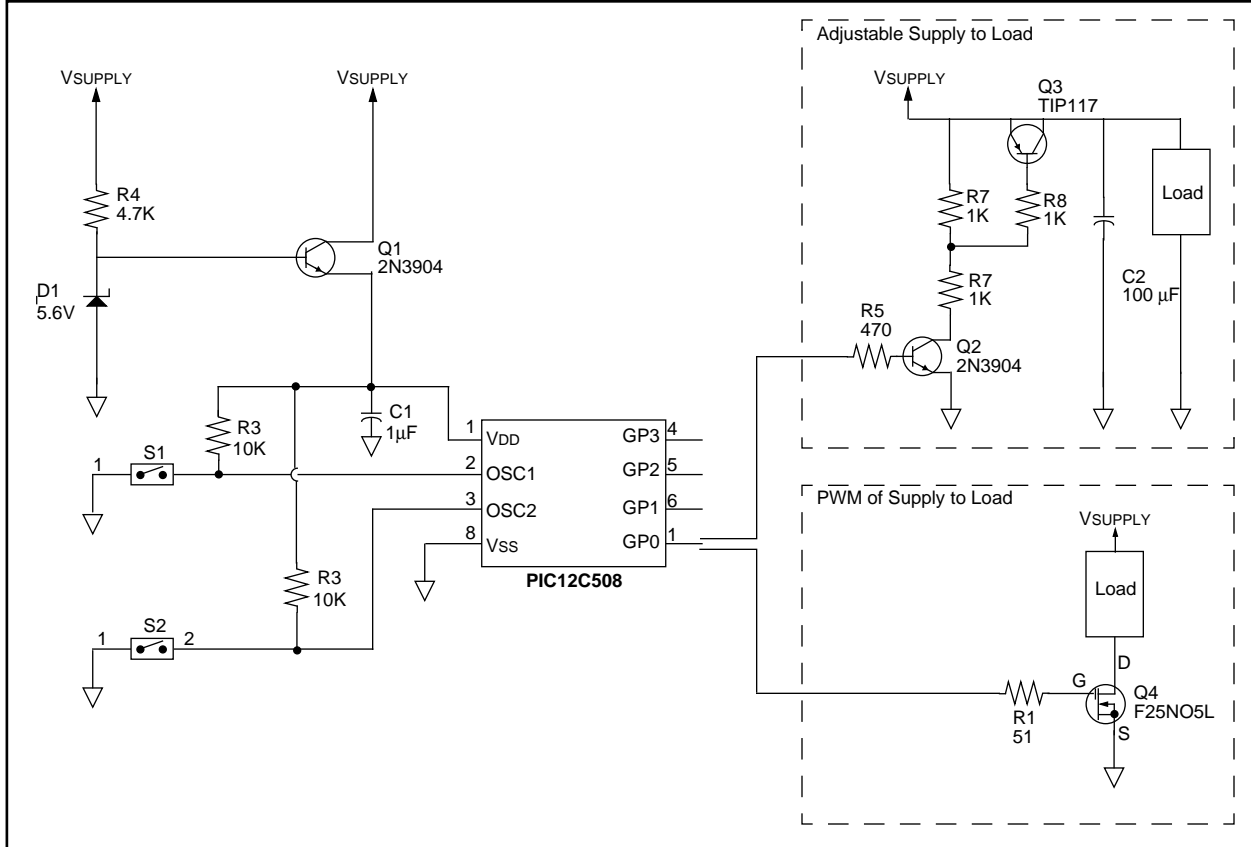 Adjustable Supply to Load
VSUPPLY
VSUPPLY
VSUPPLY
Q3
TIP117
R4
4.7K
R7
1K
R8
1K
Load
Q1
2N3904
D1
5.6V
R7
1K
C2
100 µF
R5
470
Q2
2N3904
R3
10K
C1
1µF
1 VDD
GP3 4
1
S1
2 OSC1
GP2 5
3 OSC2
GP1 6
8 VSS
GP0 1
PIC12C508
PWM of Supply to Load
VSUPPLY
Load
R3
10K
1
S2
2
D
G
Q4
F25NO5L
R1
51
S